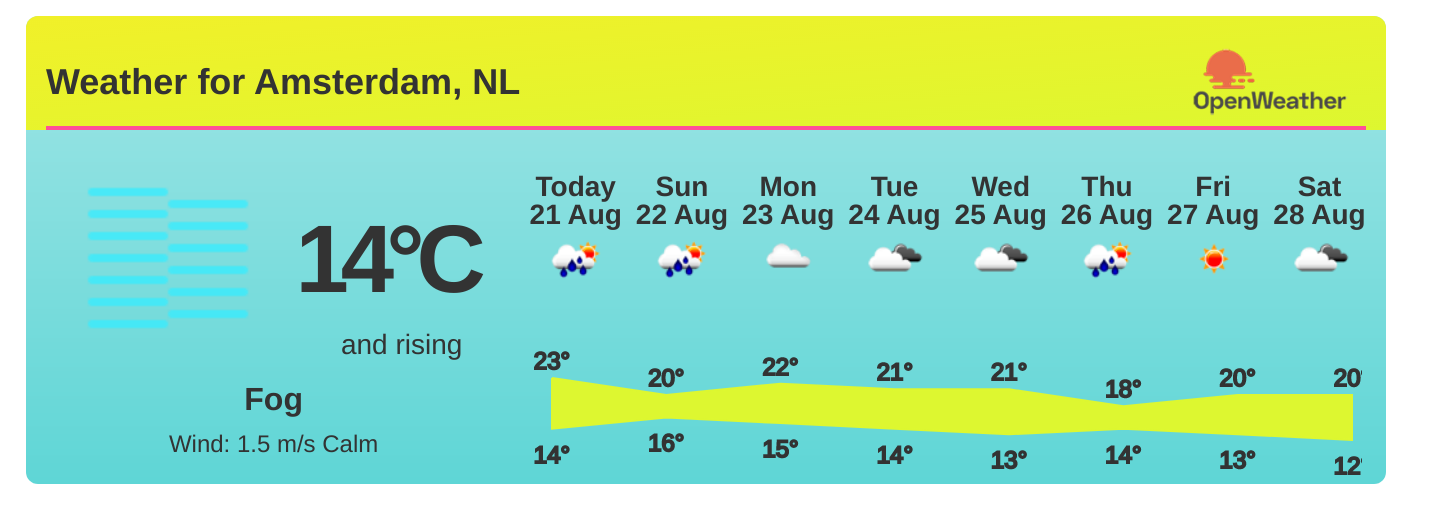 Weather for Amsterdam, NL
OpenWeather
14°C
and rising
Fog
Wind: 1.5 m/s Calm
Today Sun Mon Tue Wed Thu Fri Sat
21 Aug 22 Aug 23 Aug 24 Aug 25 Aug 26 Aug 27 Aug 28 Aug
23° 20° 22° 21° 21° 18° 20° 20°
14° 16° 15° 14° 13° 14° 13° 12°